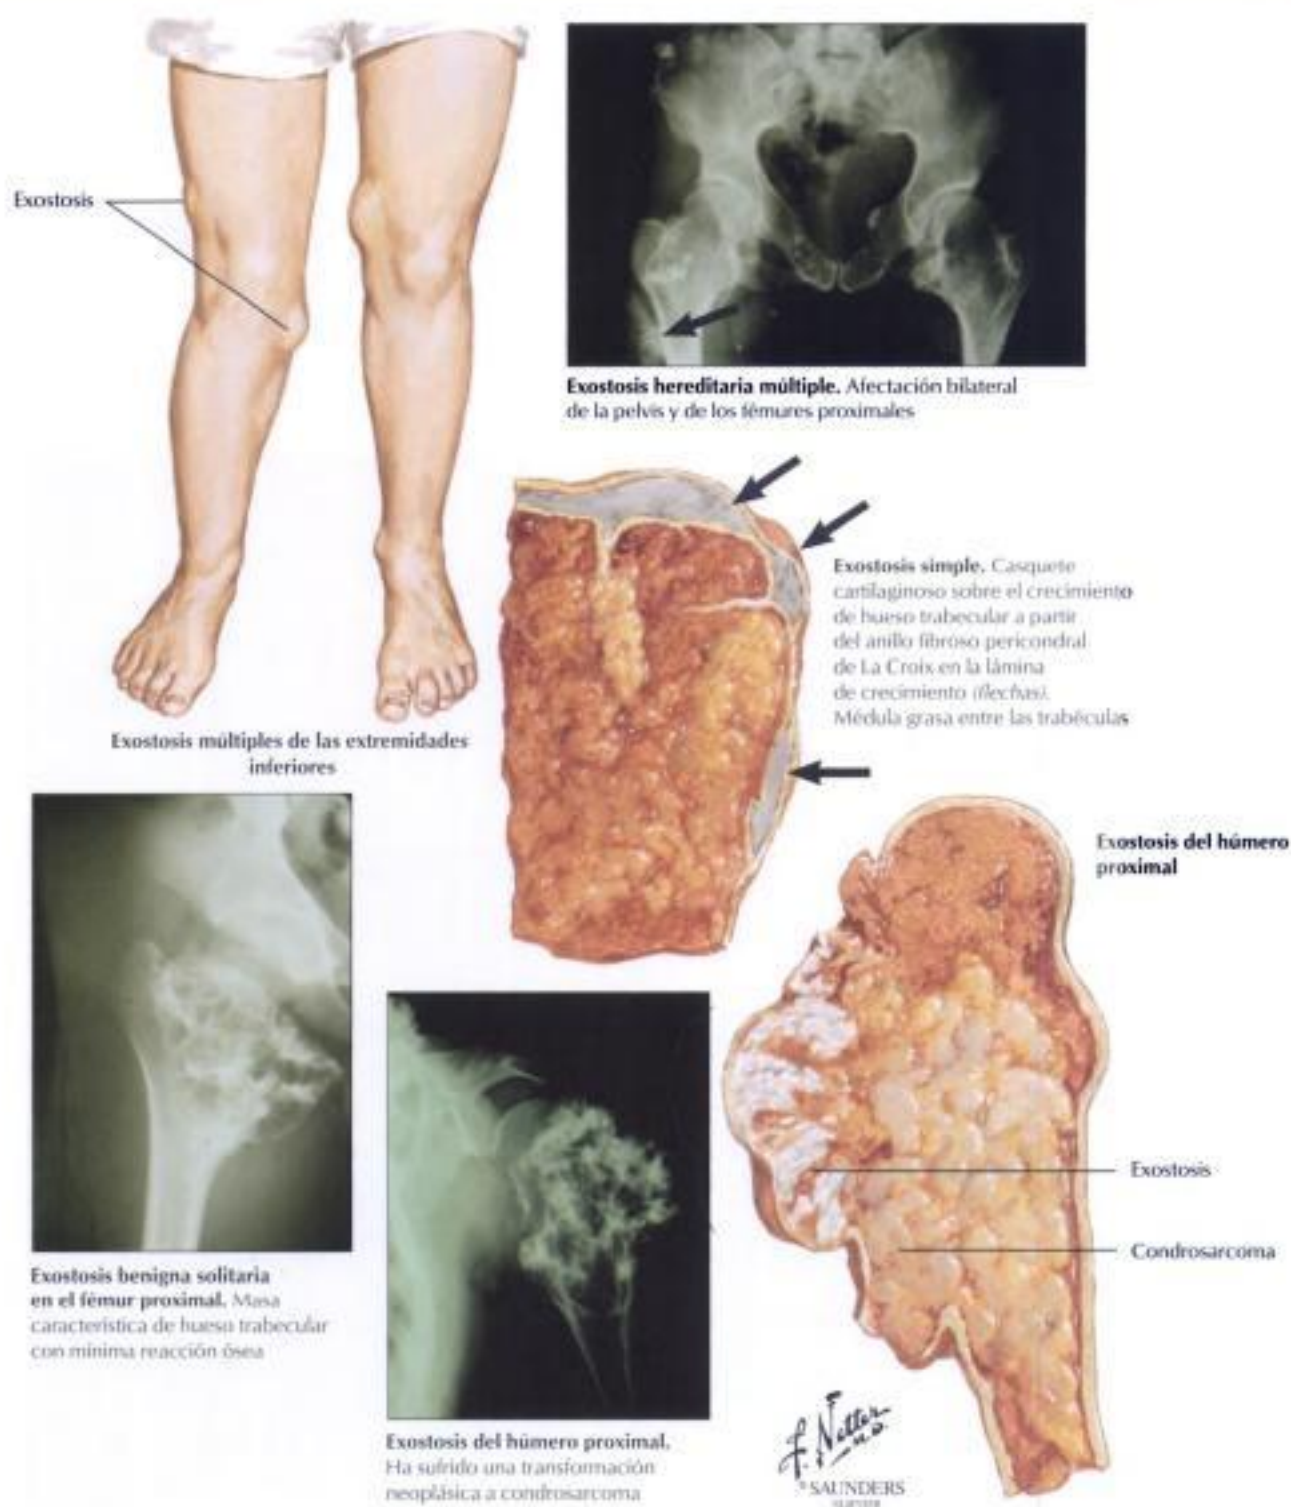 Exostosis
Exostosis hereditaria múltiple. Afectación bilateral
de la pelvis y de los fémures proximales
Exostosis simple. Casquete
cartilaginoso sobre el crecimiento
de hueso trabecular a partir
del anillo fibroso pericondral
de La Croix en la lámina
de crecimiento (flechas).
Médula grasa entre las trabéculas
Exostosis múltiples de las extremidades
inferiores
Exostosis del húmero
proximal
Exostosis
Condrosarcoma
Exostosis benigna solitaria
en el fémur proximal. Masa
característica de hueso trabecular
con mínima reacción ósea
Exostosis del húmero proximal.
Ha sufrido una transformación
neoplásica a condrosarcoma
F. Netter
M.D.
SAUNDERS
ELSEVIER